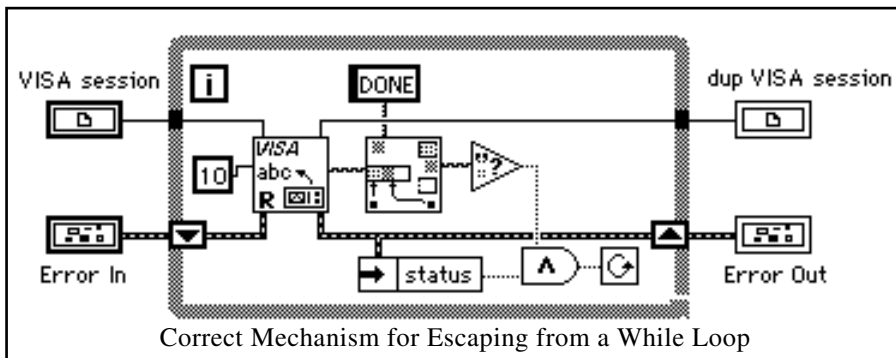 VISA session
dup VISA session
i
DONE
VISA
abc
R
10
"?
status
Error In
Error Out
Correct Mechanism for Escaping from a While Loop